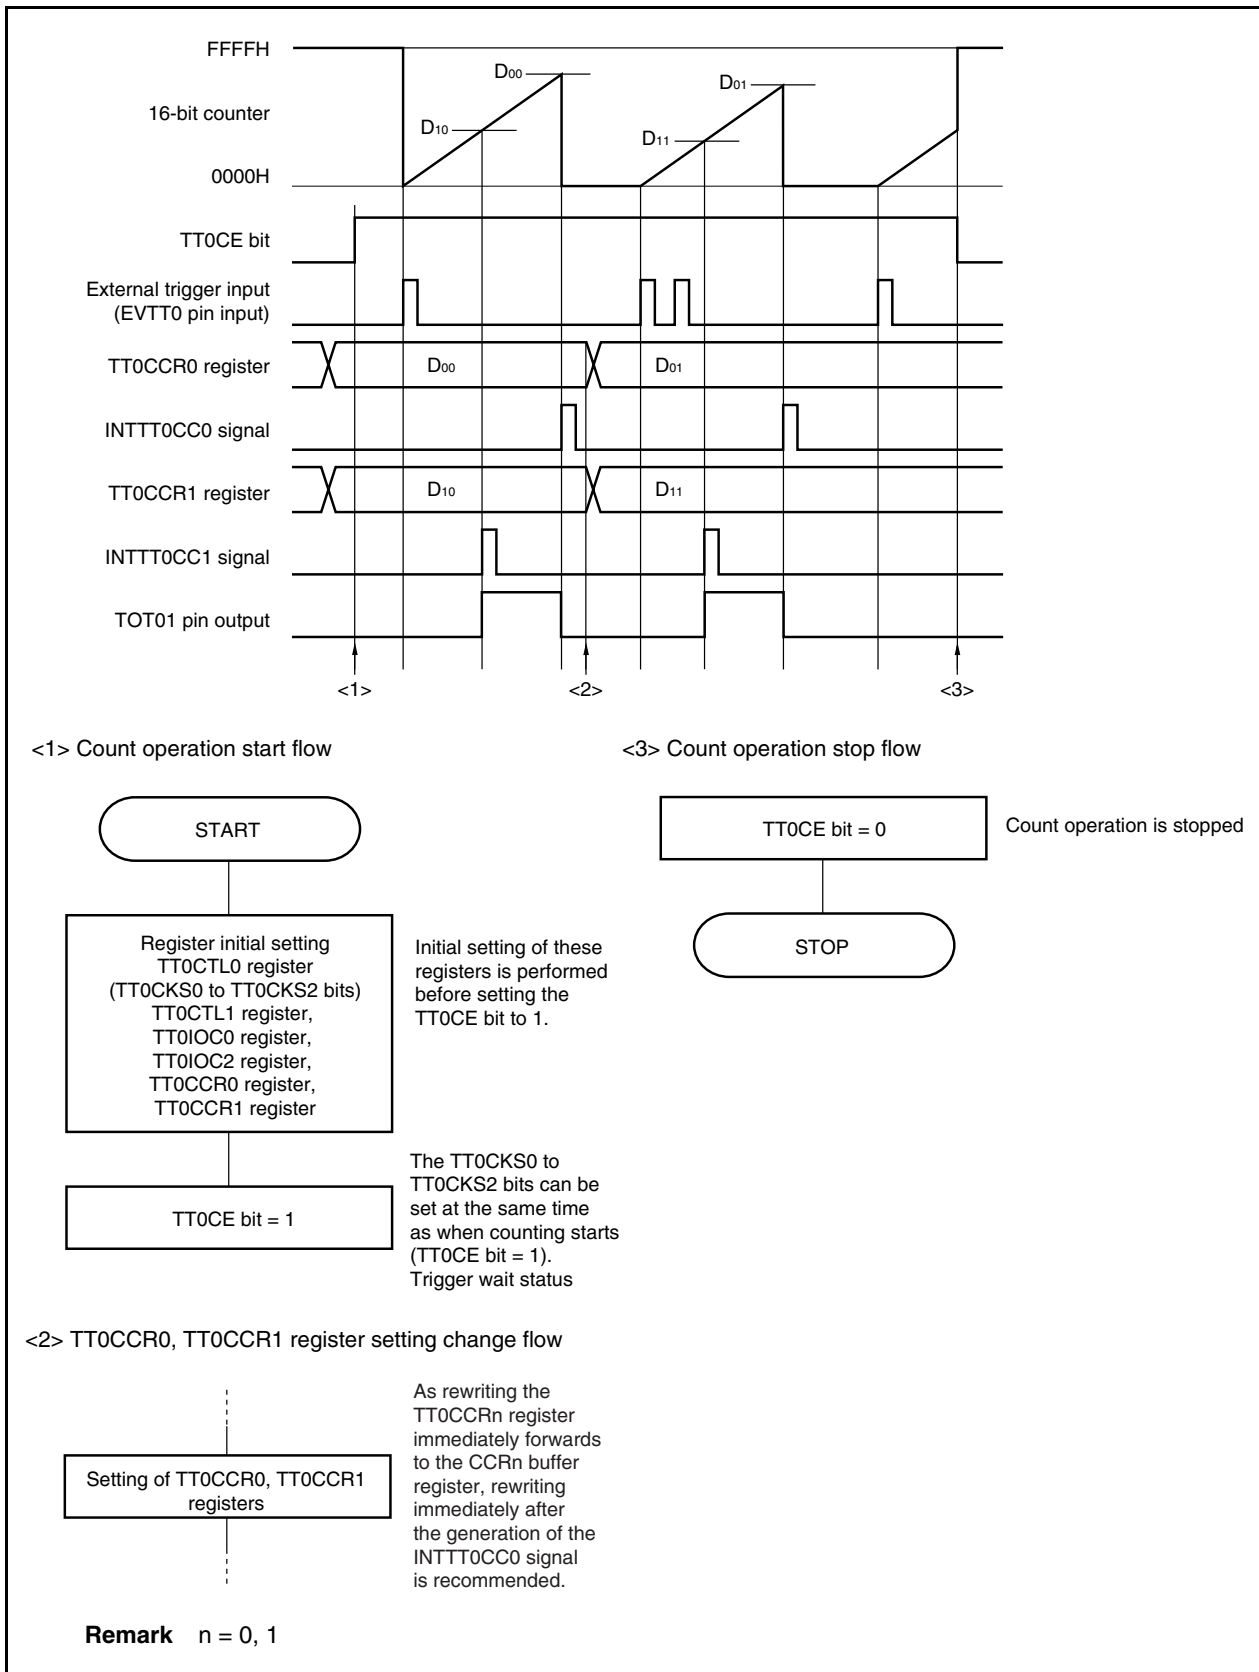 FFFFH
D00
D01
16-bit counter
D10
D11
0000H
TT0CE bit
External trigger input
(EVTT0 pin input)
TT0CCR0 register
D00
D01
INTTT0CC0 signal
TT0CCR1 register
D10
D11
INTTT0CC1 signal
TOT01 pin output
<1>
<2>
<3>
<1> Count operation start flow
START
Register initial setting
TT0CTL0 register
(TT0CKS0 to TT0CKS2 bits)
TT0CTL1 register,
TT0IOC0 register,
TT0IOC2 register,
TT0CCR0 register,
TT0CCR1 register
Initial setting of these
registers is performed
before setting the
TT0CE bit to 1.
TT0CE bit = 1
The TT0CKS0 to
TT0CKS2 bits can be
set at the same time
as when counting starts
(TT0CE bit = 1).
Trigger wait status
<3> Count operation stop flow
TT0CE bit = 0
Count operation is stopped
STOP
<2> TT0CCR0, TT0CCR1 register setting change flow
Setting of TT0CCR0, TT0CCR1
registers
As rewriting the
TT0CCRn register
immediately forwards
to the CCRn buffer
register, rewriting
immediately after
the generation of the
INTTT0CC0 signal
is recommended.
Remark n = 0, 1